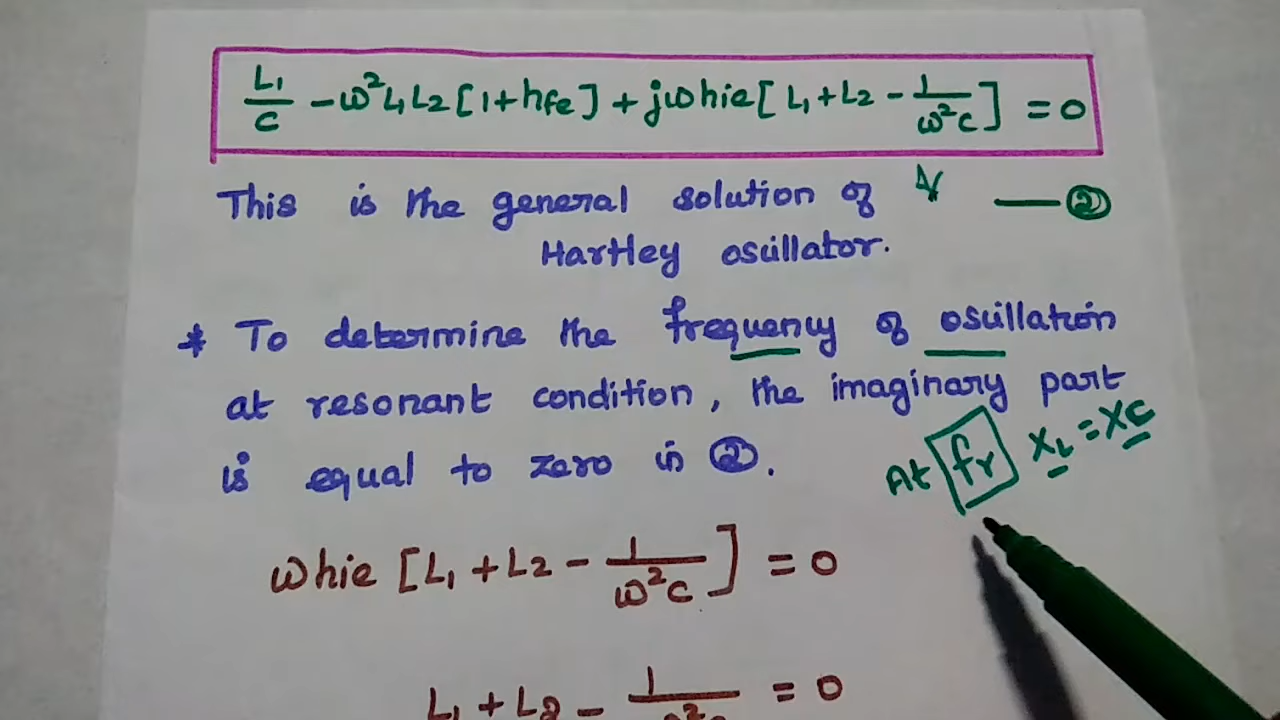 L₁/C - ω²L₁L₂[1+hfe] + jωhie[L₁+L₂ - 1/ω²C] = 0
This is the general solution of
② 
Hartley oscillator.
* To determine the frequency of oscillation
at resonant condition, the imaginary part
is equal to zero in ②.
At fr XL = XC
ωhie [L₁ + L₂ - 1/ω²C] = 0
L₁ + L₂ - 1/ω²C = 0